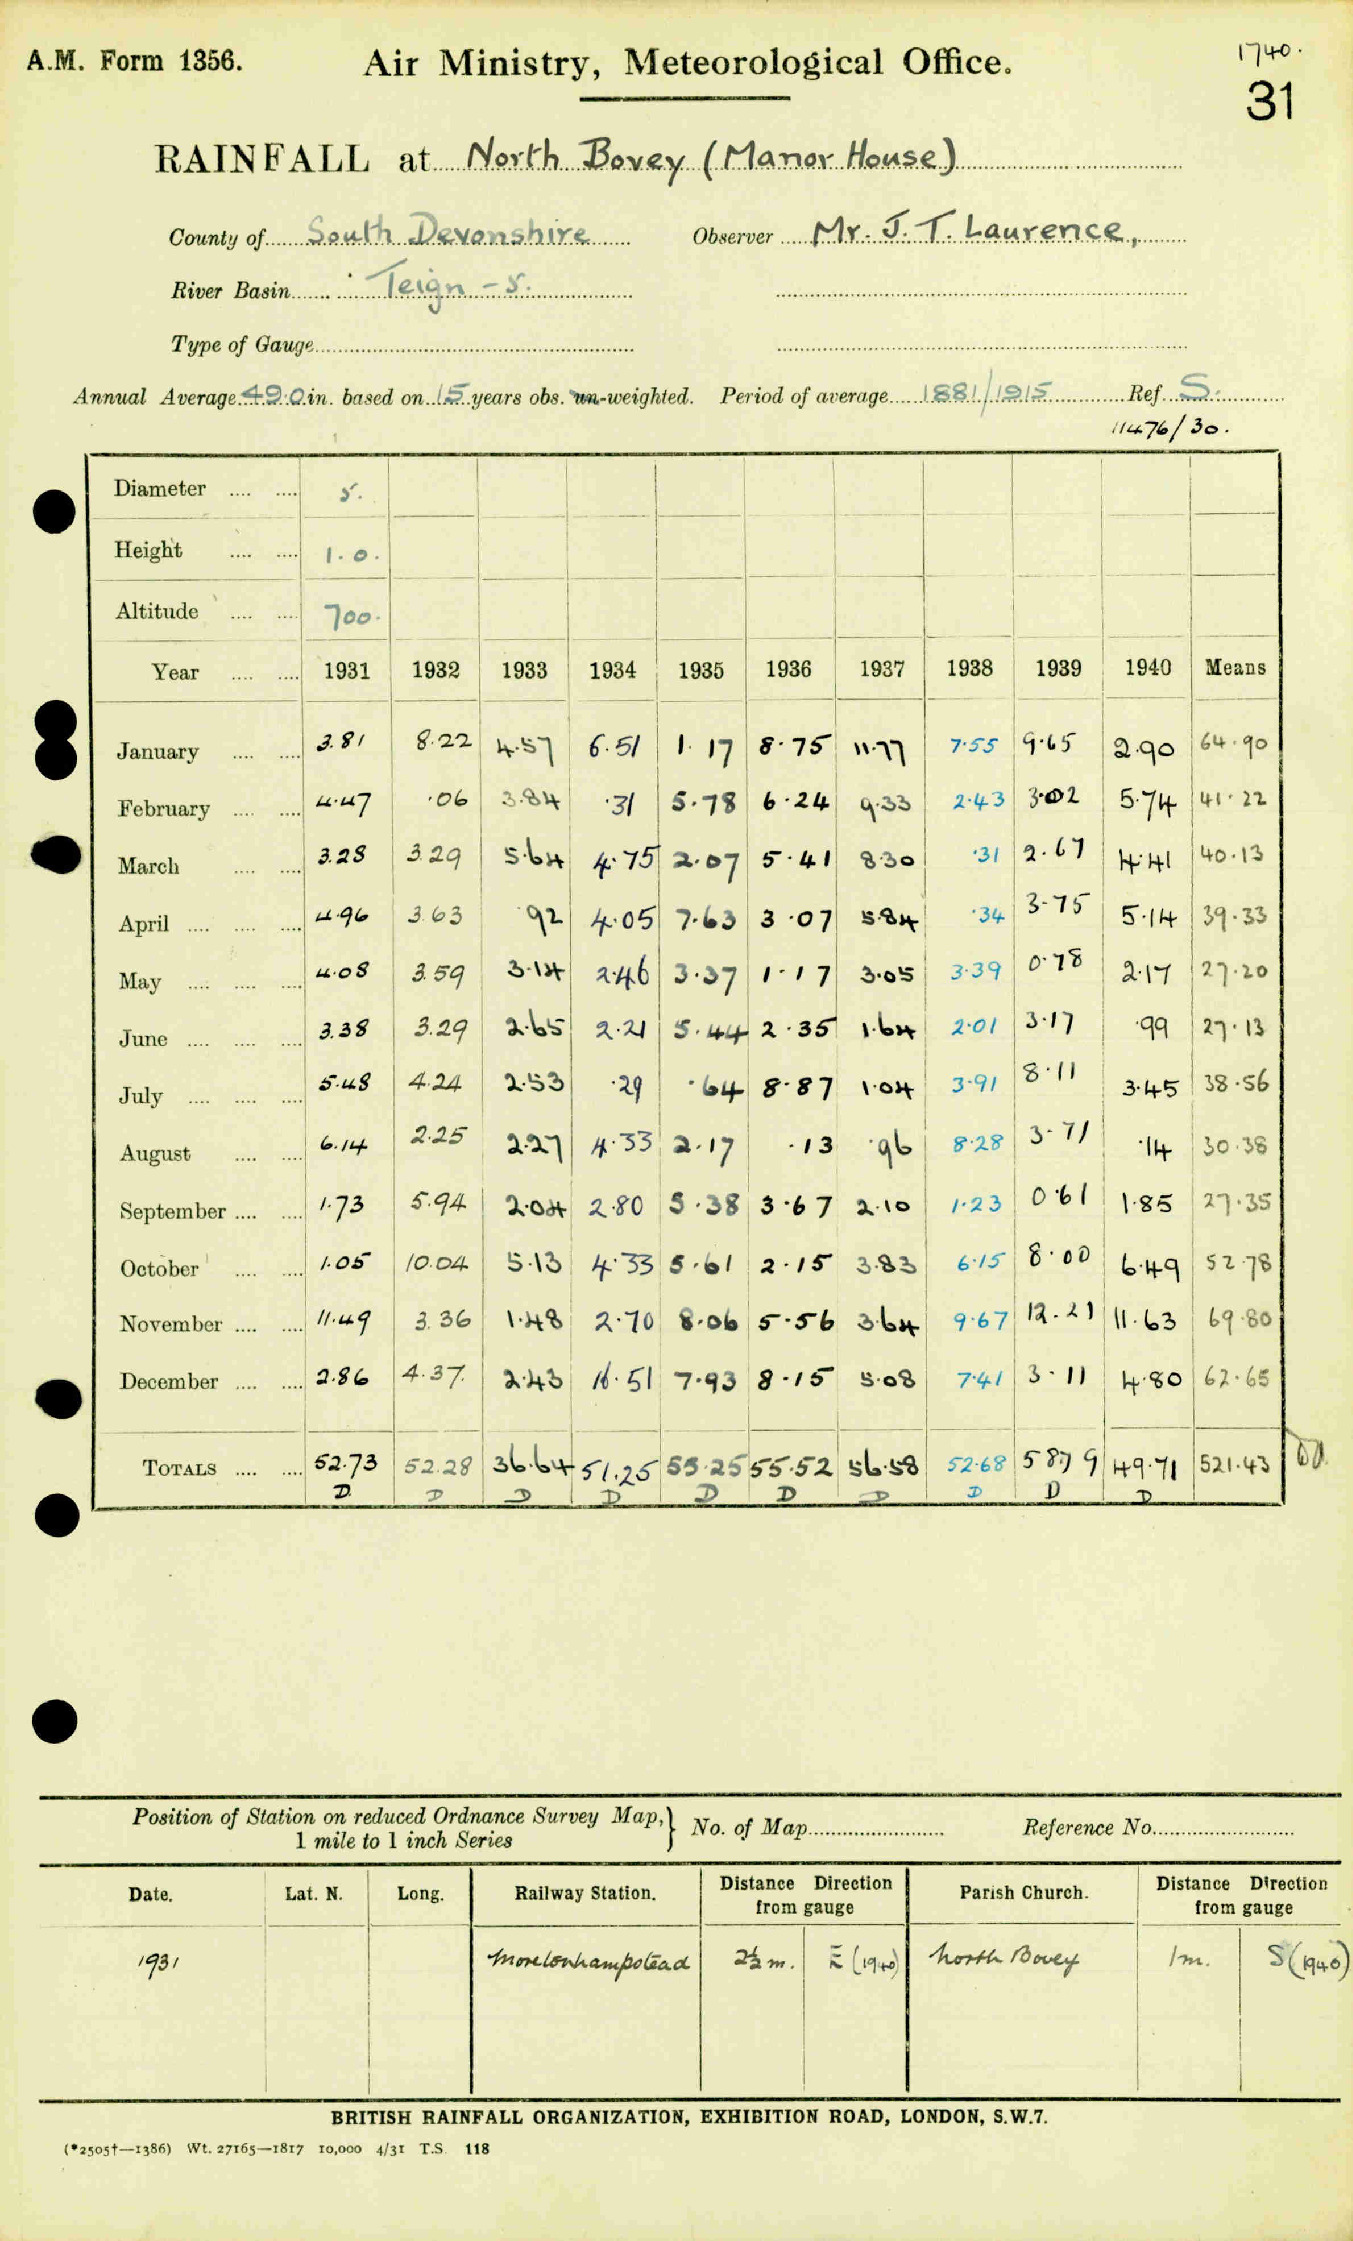 A.M. Form 1356. Air Ministry, Meteorological Office. 1740.
31
RAINFALL at North Bovey (Manor House)
County of South Devonshire Observer Mr. J. T. Laurence,
River Basin Teign - 5.
Type of Gauge
Annual Average 49.0 in. based on 15 years obs. un-weighted. Period of average 1881/1915 Ref. S.
11476/30.
Diameter .... .... 5.
Height .... .... 1.0.
Altitude .... .... 700.
Year .... .... 1931 1932 1933 1934 1935 1936 1937 1938 1939 1940 Means
January .... .... 3.81 8.22 4.57 6.51 1.17 8.75 11.77 7.55 9.65 2.90 64.90
February .... .... 4.47 .06 3.84 .31 5.78 6.24 9.33 2.43 3.02 5.74 41.22
March .... .... 3.28 3.29 5.64 4.75 2.07 5.41 8.30 .31 2.67 4.41 40.13
April .... .... .... 4.96 3.63 .92 4.05 7.63 3.07 5.84 .34 3.75 5.14 39.33
May .... .... .... 4.08 3.59 3.14 2.46 3.37 1.17 3.05 3.39 0.78 2.17 27.20
June .... .... .... 3.38 3.29 2.65 2.21 5.44 2.35 1.64 2.01 3.17 .99 27.13
July .... .... .... 5.48 4.24 2.53 .29 .64 8.87 1.04 3.91 8.11 3.45 38.56
August .... .... 6.14 2.25 2.27 4.33 2.17 .13 .96 8.28 3.71 .14 30.38
September .... .... 1.73 5.94 2.04 2.80 5.38 3.67 2.10 1.23 0.61 1.85 27.35
October .... .... 1.05 10.04 5.13 4.33 5.61 2.15 3.83 6.15 8.00 6.49 52.78
November .... .... 11.49 3.36 1.48 2.70 8.06 5.56 3.64 9.67 12.21 11.63 69.80
December .... .... 2.86 4.37. 2.43 16.51 7.93 8.15 5.08 7.41 3.11 4.80 62.65
TOTALS .... .... 52.73 52.28 36.64 51.25 55.25 55.52 56.58 52.68 58.79 49.71 521.43
D D D D D D D D D D
Position of Station on reduced Ordnance Survey Map, } No. of Map Reference No.
1 mile to 1 inch Series
Date. Lat. N. Long. Railway Station. Distance Direction from gauge Parish Church. Distance Direction from gauge
1931 Moretonhampstead 2½ m. E (1940) North Bovey 1 m. S (1940)
BRITISH RAINFALL ORGANIZATION, EXHIBITION ROAD, LONDON, S.W.7.
(*2505†—1386) Wt. 27165—1817 10,000 4/31 T.S. 118